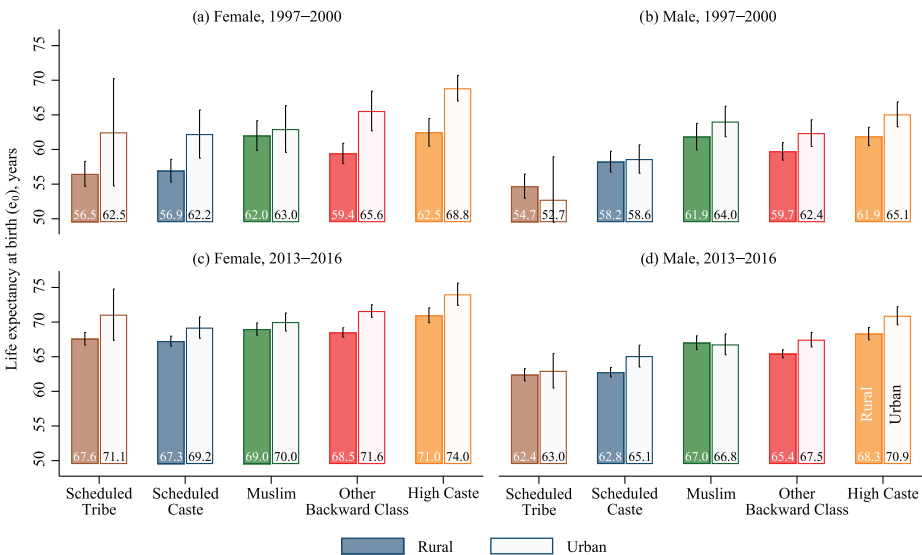 (a) Female, 1997–2000
(b) Male, 1997–2000
Life expectancy at birth (e0), years
75
70
65
60
55
50
56.5 62.5 56.9 62.2 62.0 63.0 59.4 65.6 62.5 68.8
54.7 52.7 58.2 58.6 61.9 64.0 59.7 62.4 61.9 65.1
(c) Female, 2013–2016
(d) Male, 2013–2016
75
70
65
60
55
50
67.6 71.1 67.3 69.2 69.0 70.0 68.5 71.6 71.0 74.0
Rural
Urban
62.4 63.0 62.8 65.1 67.0 66.8 65.4 67.5 68.3 70.9
Scheduled
Tribe
Scheduled
Caste
Muslim
Other
Backward Class
High Caste
Scheduled
Tribe
Scheduled
Caste
Muslim
Other
Backward Class
High Caste
Rural
Urban